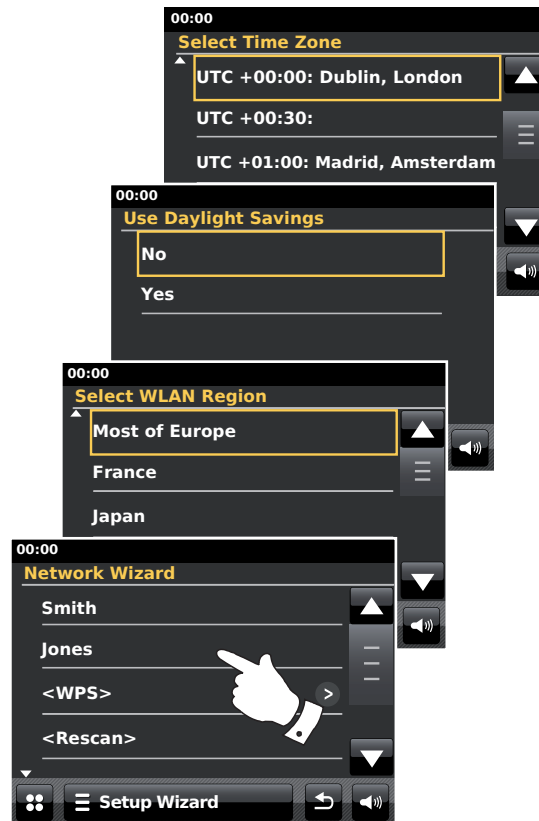 00:00
Select Time Zone
UTC +00:00: Dublin, London
UTC +00:30:
UTC +01:00: Madrid, Amsterdam
00:00
Use Daylight Savings
No
Yes
00:00
Select WLAN Region
Most of Europe
France
Japan
00:00
Network Wizard
Smith
Jones
<WPS>
<Rescan>
Setup Wizard